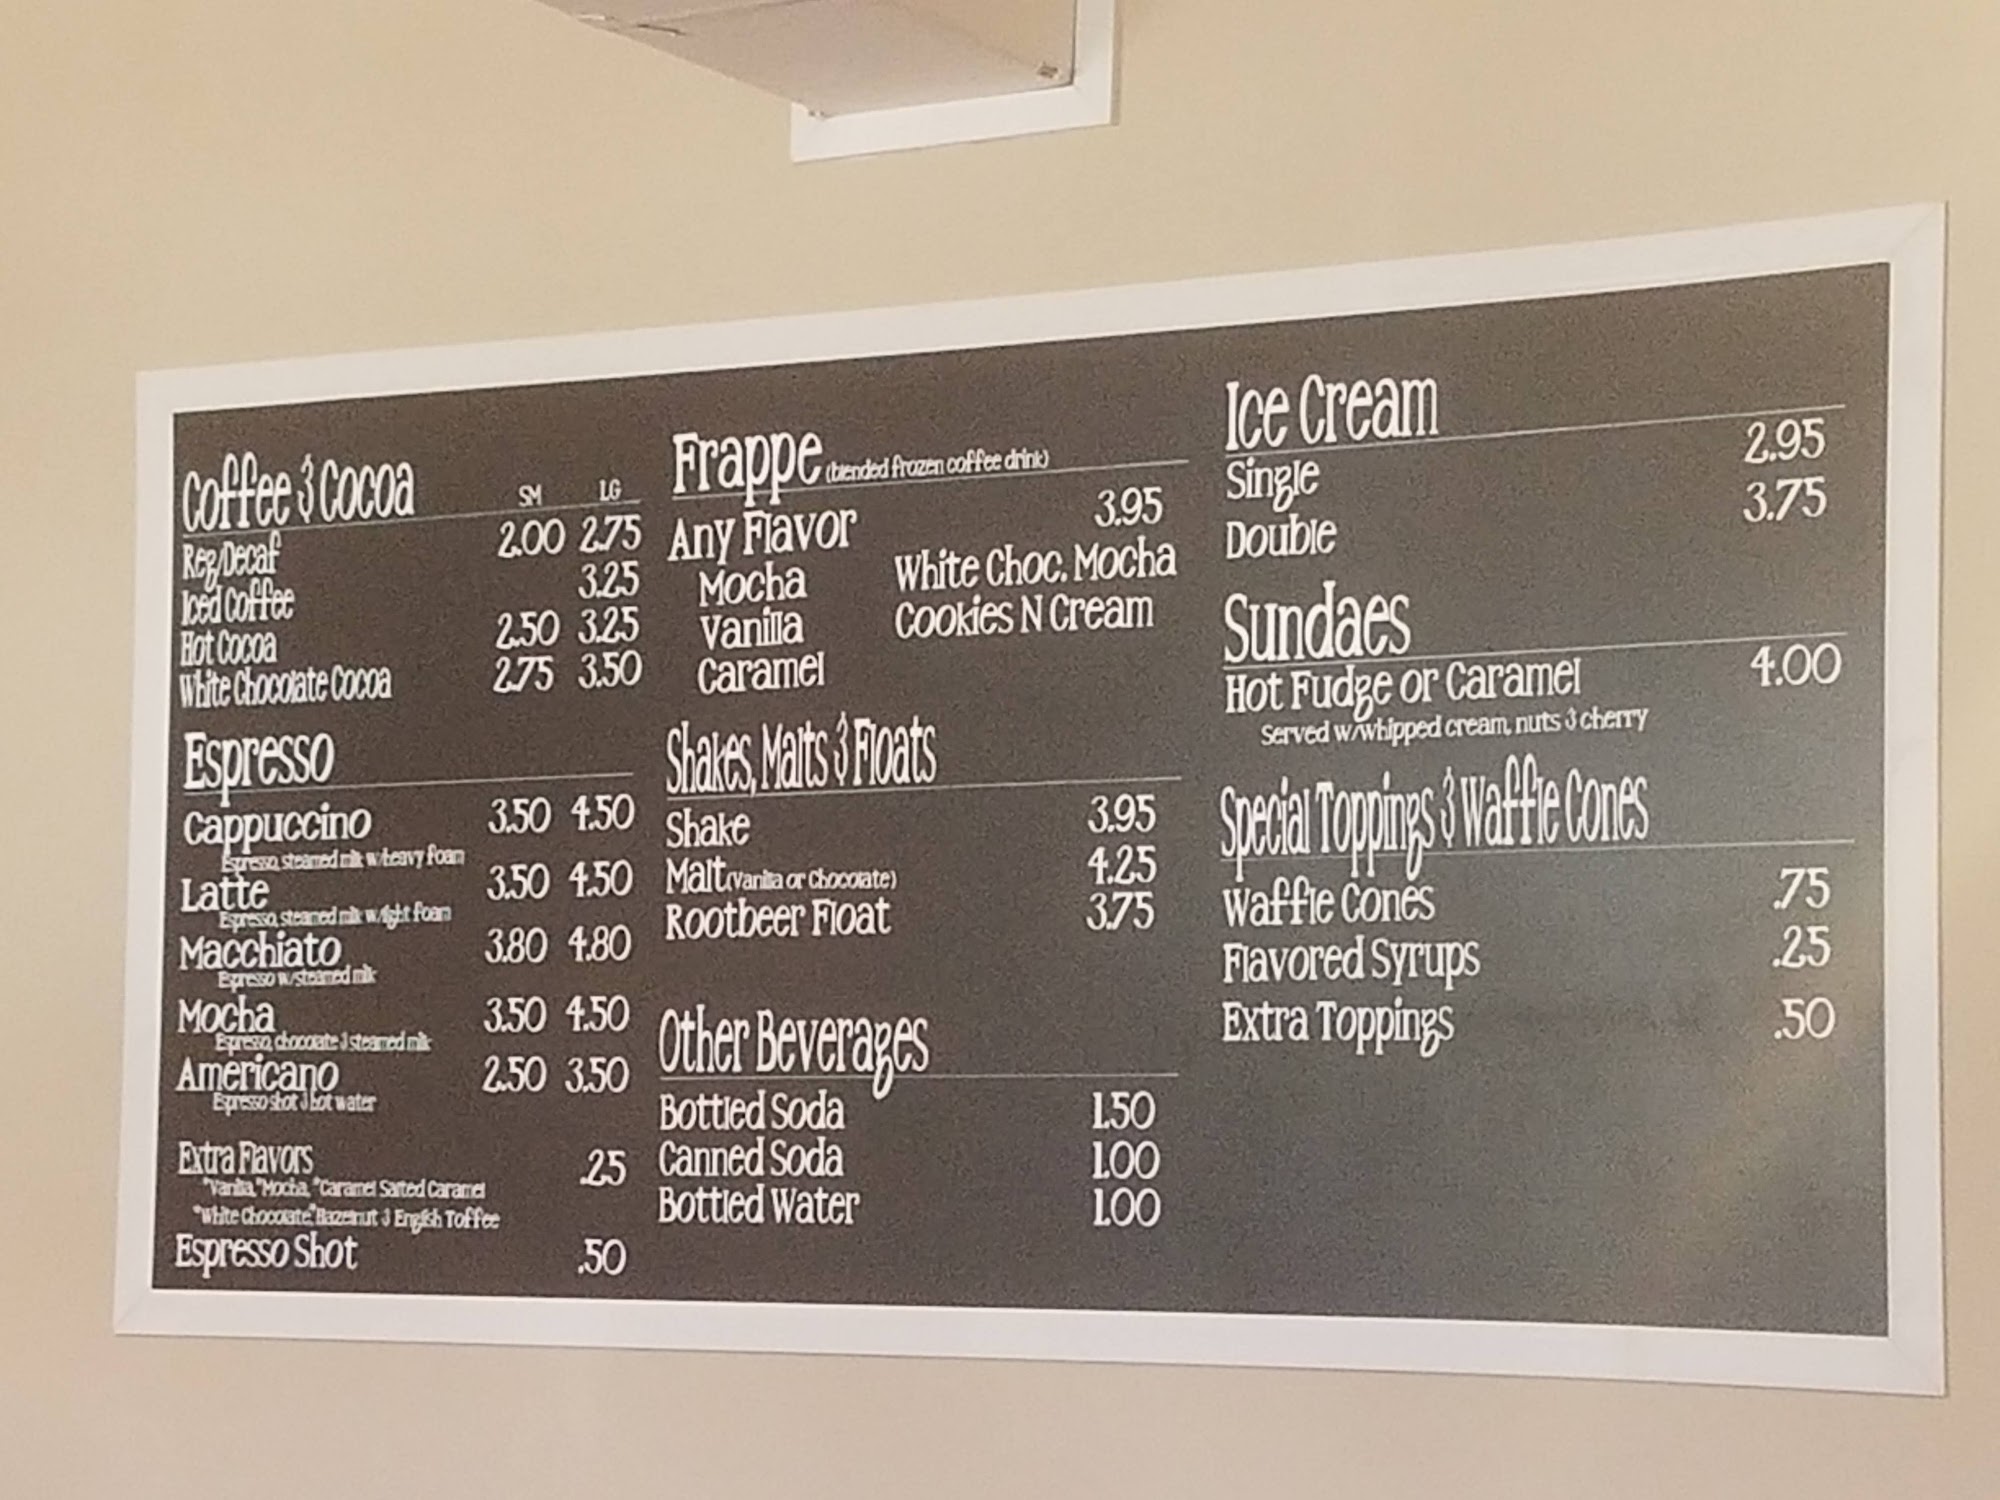 Coffee & Cocoa SM LG
Reg/Decaf 2.00 2.75
Iced Coffee 3.25
Hot Cocoa 2.50 3.25
White Chocolate Cocoa 2.75 3.50
Espresso
Cappuccino 3.50 4.50
Espresso, steamed milk w/heavy foam
Latte 3.50 4.50
Espresso, steamed milk w/light foam
Macchiato 3.80 4.80
Espresso w/steamed milk
Mocha 3.50 4.50
Espresso, chocolate & steamed milk
Americano 2.50 3.50
Espresso shot & hot water
Extra Flavors .25
*Vanilla, *Mocha, *Caramel Salted Caramel
*White Chocolate, *Hazelnut & English Toffee
Espresso Shot .50
Frappe (blended frozen coffee drink)
Any Flavor 3.95
Mocha White Choc. Mocha
Vanilla Cookies N Cream
Caramel
Shakes, Malts & Floats
Shake 3.95
Malt (Vanilla or Chocolate) 4.25
Rootbeer Float 3.75
Other Beverages
Bottled Soda 1.50
Canned Soda 1.00
Bottled Water 1.00
Ice Cream
Single 2.95
Double 3.75
Sundaes
Hot Fudge or Caramel 4.00
Served w/whipped cream, nuts & cherry
Special Toppings & Waffle Cones
Waffle Cones .75
Flavored Syrups .25
Extra Toppings .50